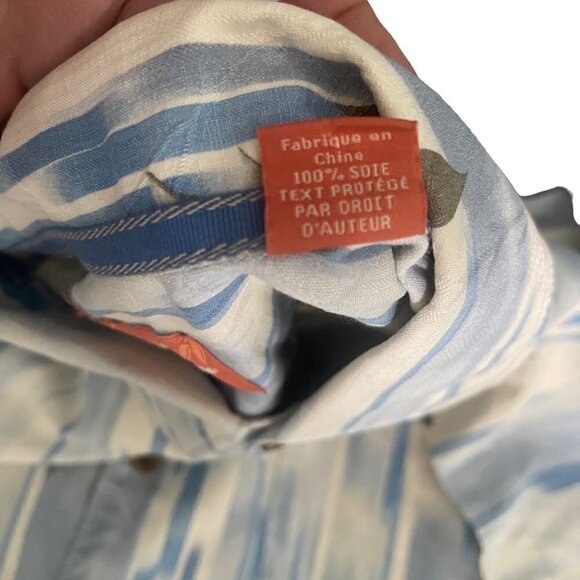 Fabrique en
Chine
100% SOIE
TEXT PROTÉGÉ
PAR DROIT
D'AUTEUR